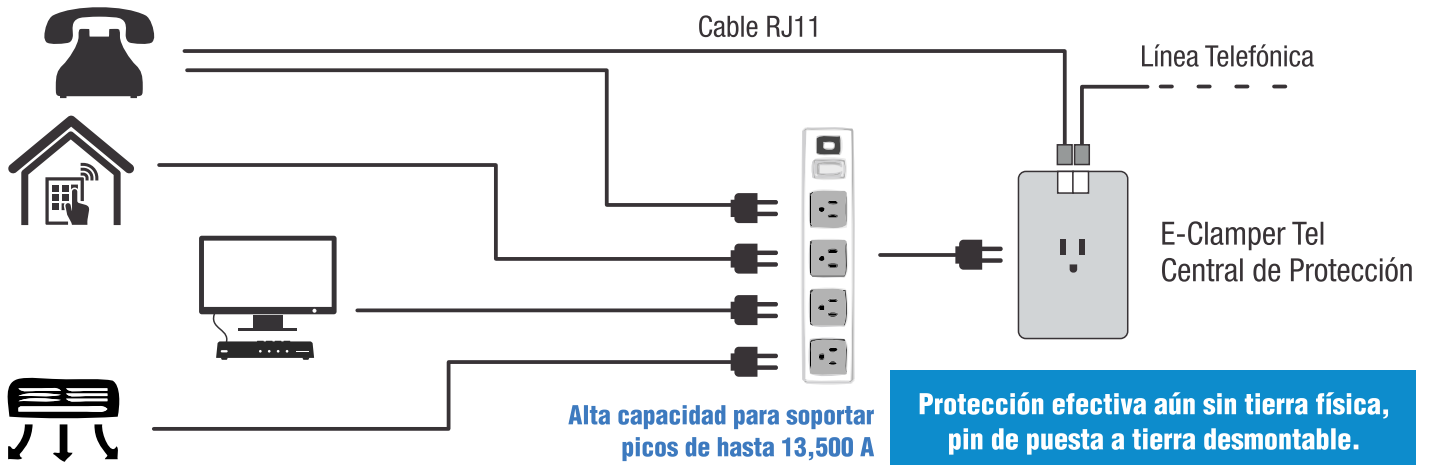 Cable RJ11
Línea Telefónica
E-Clamper Tel
Central de Protección
Alta capacidad para soportar
picos de hasta 13,500 A
Protección efectiva aún sin tierra física,
pin de puesta a tierra desmontable.